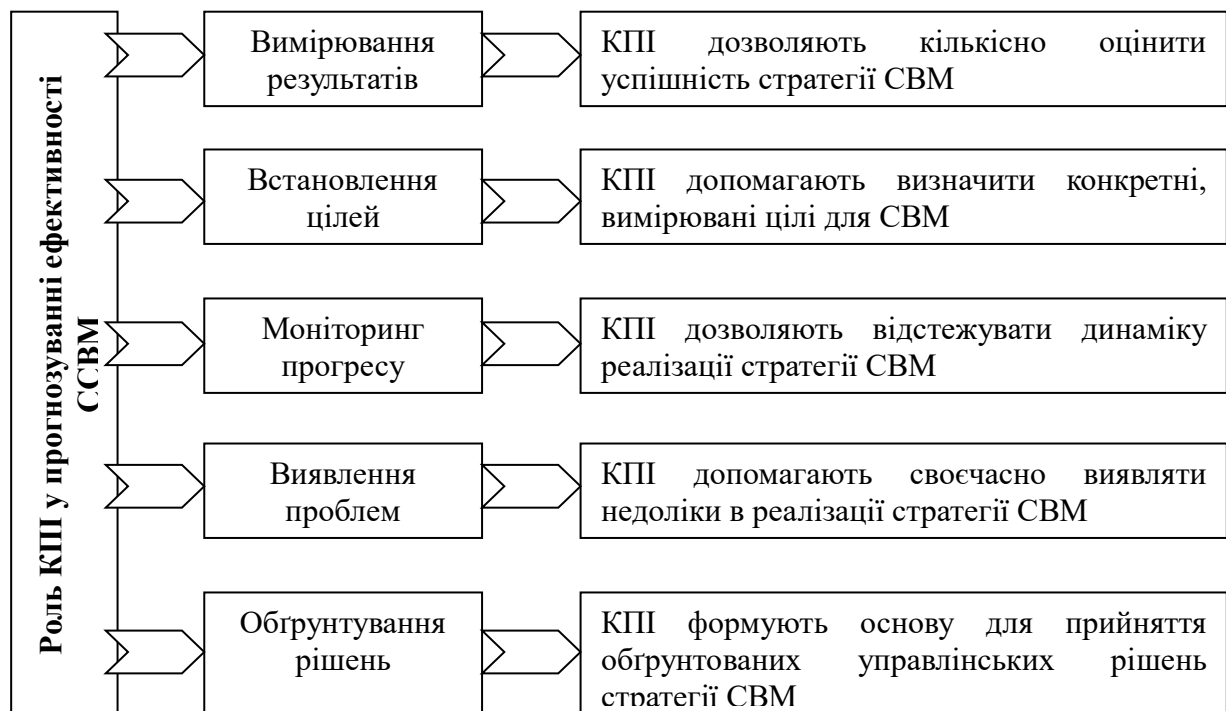 Роль КПІ у прогнозуванні ефективності
ССВМ
Вимірювання
результатів
КПІ дозволяють кількісно оцінити
успішність стратегії СВМ
Встановлення
цілей
КПІ допомагають визначити конкретні,
вимірювані цілі для СВМ
Моніторинг
прогресу
КПІ дозволяють відстежувати динаміку
реалізації стратегії СВМ
Виявлення
проблем
КПІ допомагають своєчасно виявляти
недоліки в реалізації стратегії СВМ
Обґрунтування
рішень
КПІ формують основу для прийняття
обґрунтованих управлінських рішень
стратегії СВМ